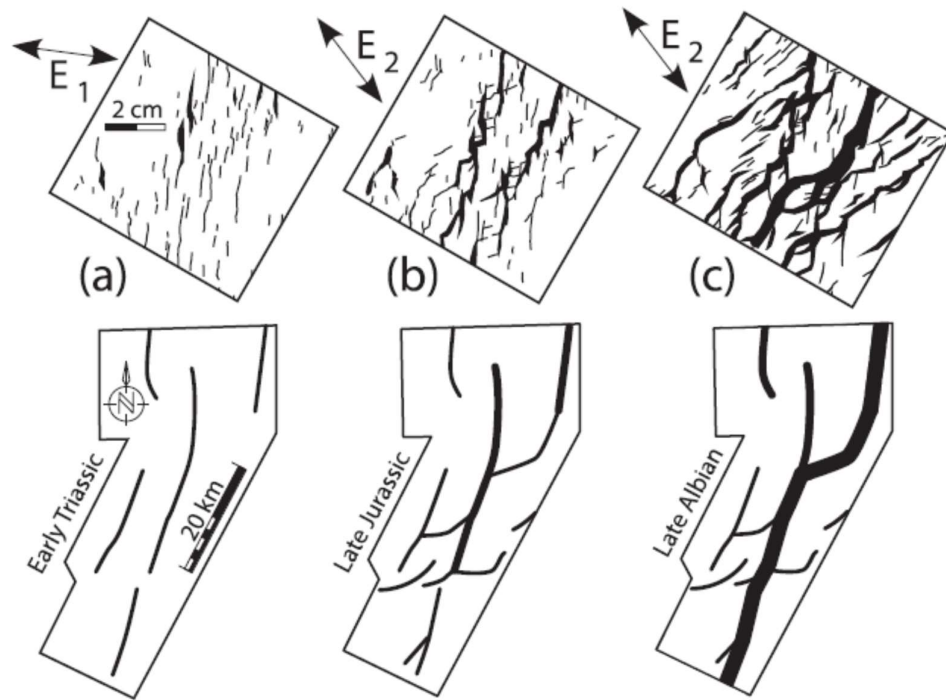 E1
2 cm
(a)
E2
(b)
E2
(c)
N
Early Triassic
20 km
Late Jurassic
Late Albian